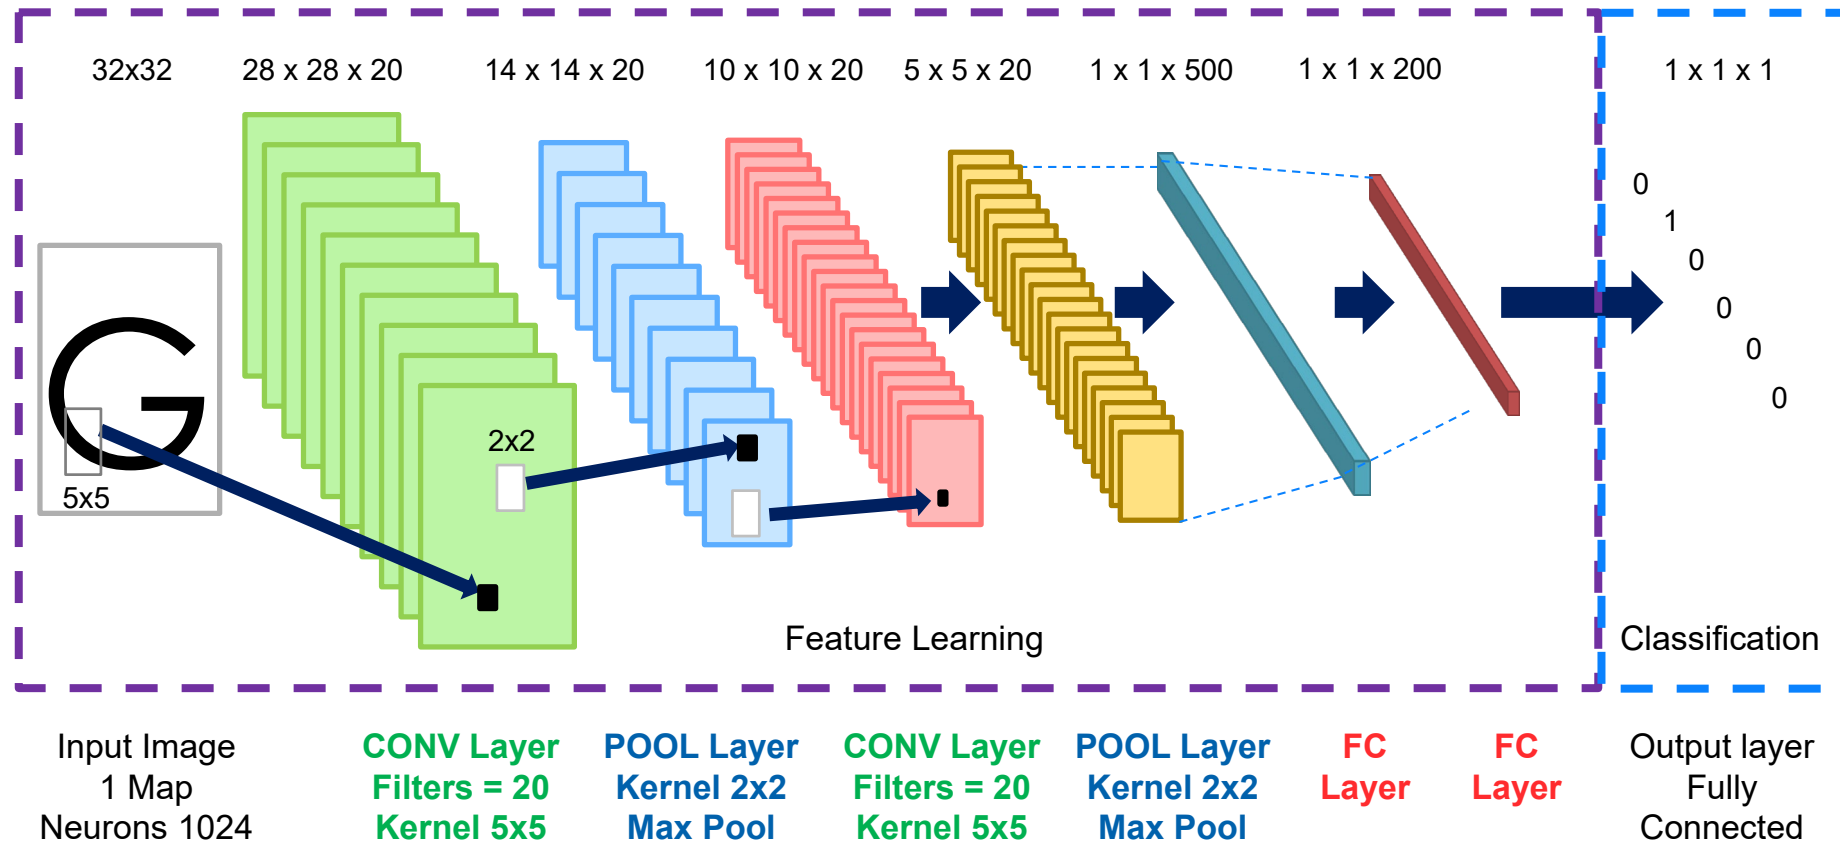 32x32
28 x 28 x 20
14 x 14 x 20
10 x 10 x 20
5 x 5 x 20
1 x 1 x 500
1 x 1 x 200
1 x 1 x 1
0
1
0
0
0
0
G
5x5
2x2
Feature Learning
Classification
Input Image
1 Map
Neurons 1024
CONV Layer
Filters = 20
Kernel 5x5
POOL Layer
Kernel 2x2
Max Pool
CONV Layer
Filters = 20
Kernel 5x5
POOL Layer
Kernel 2x2
Max Pool
FC
Layer
FC
Layer
Output layer
Fully
Connected